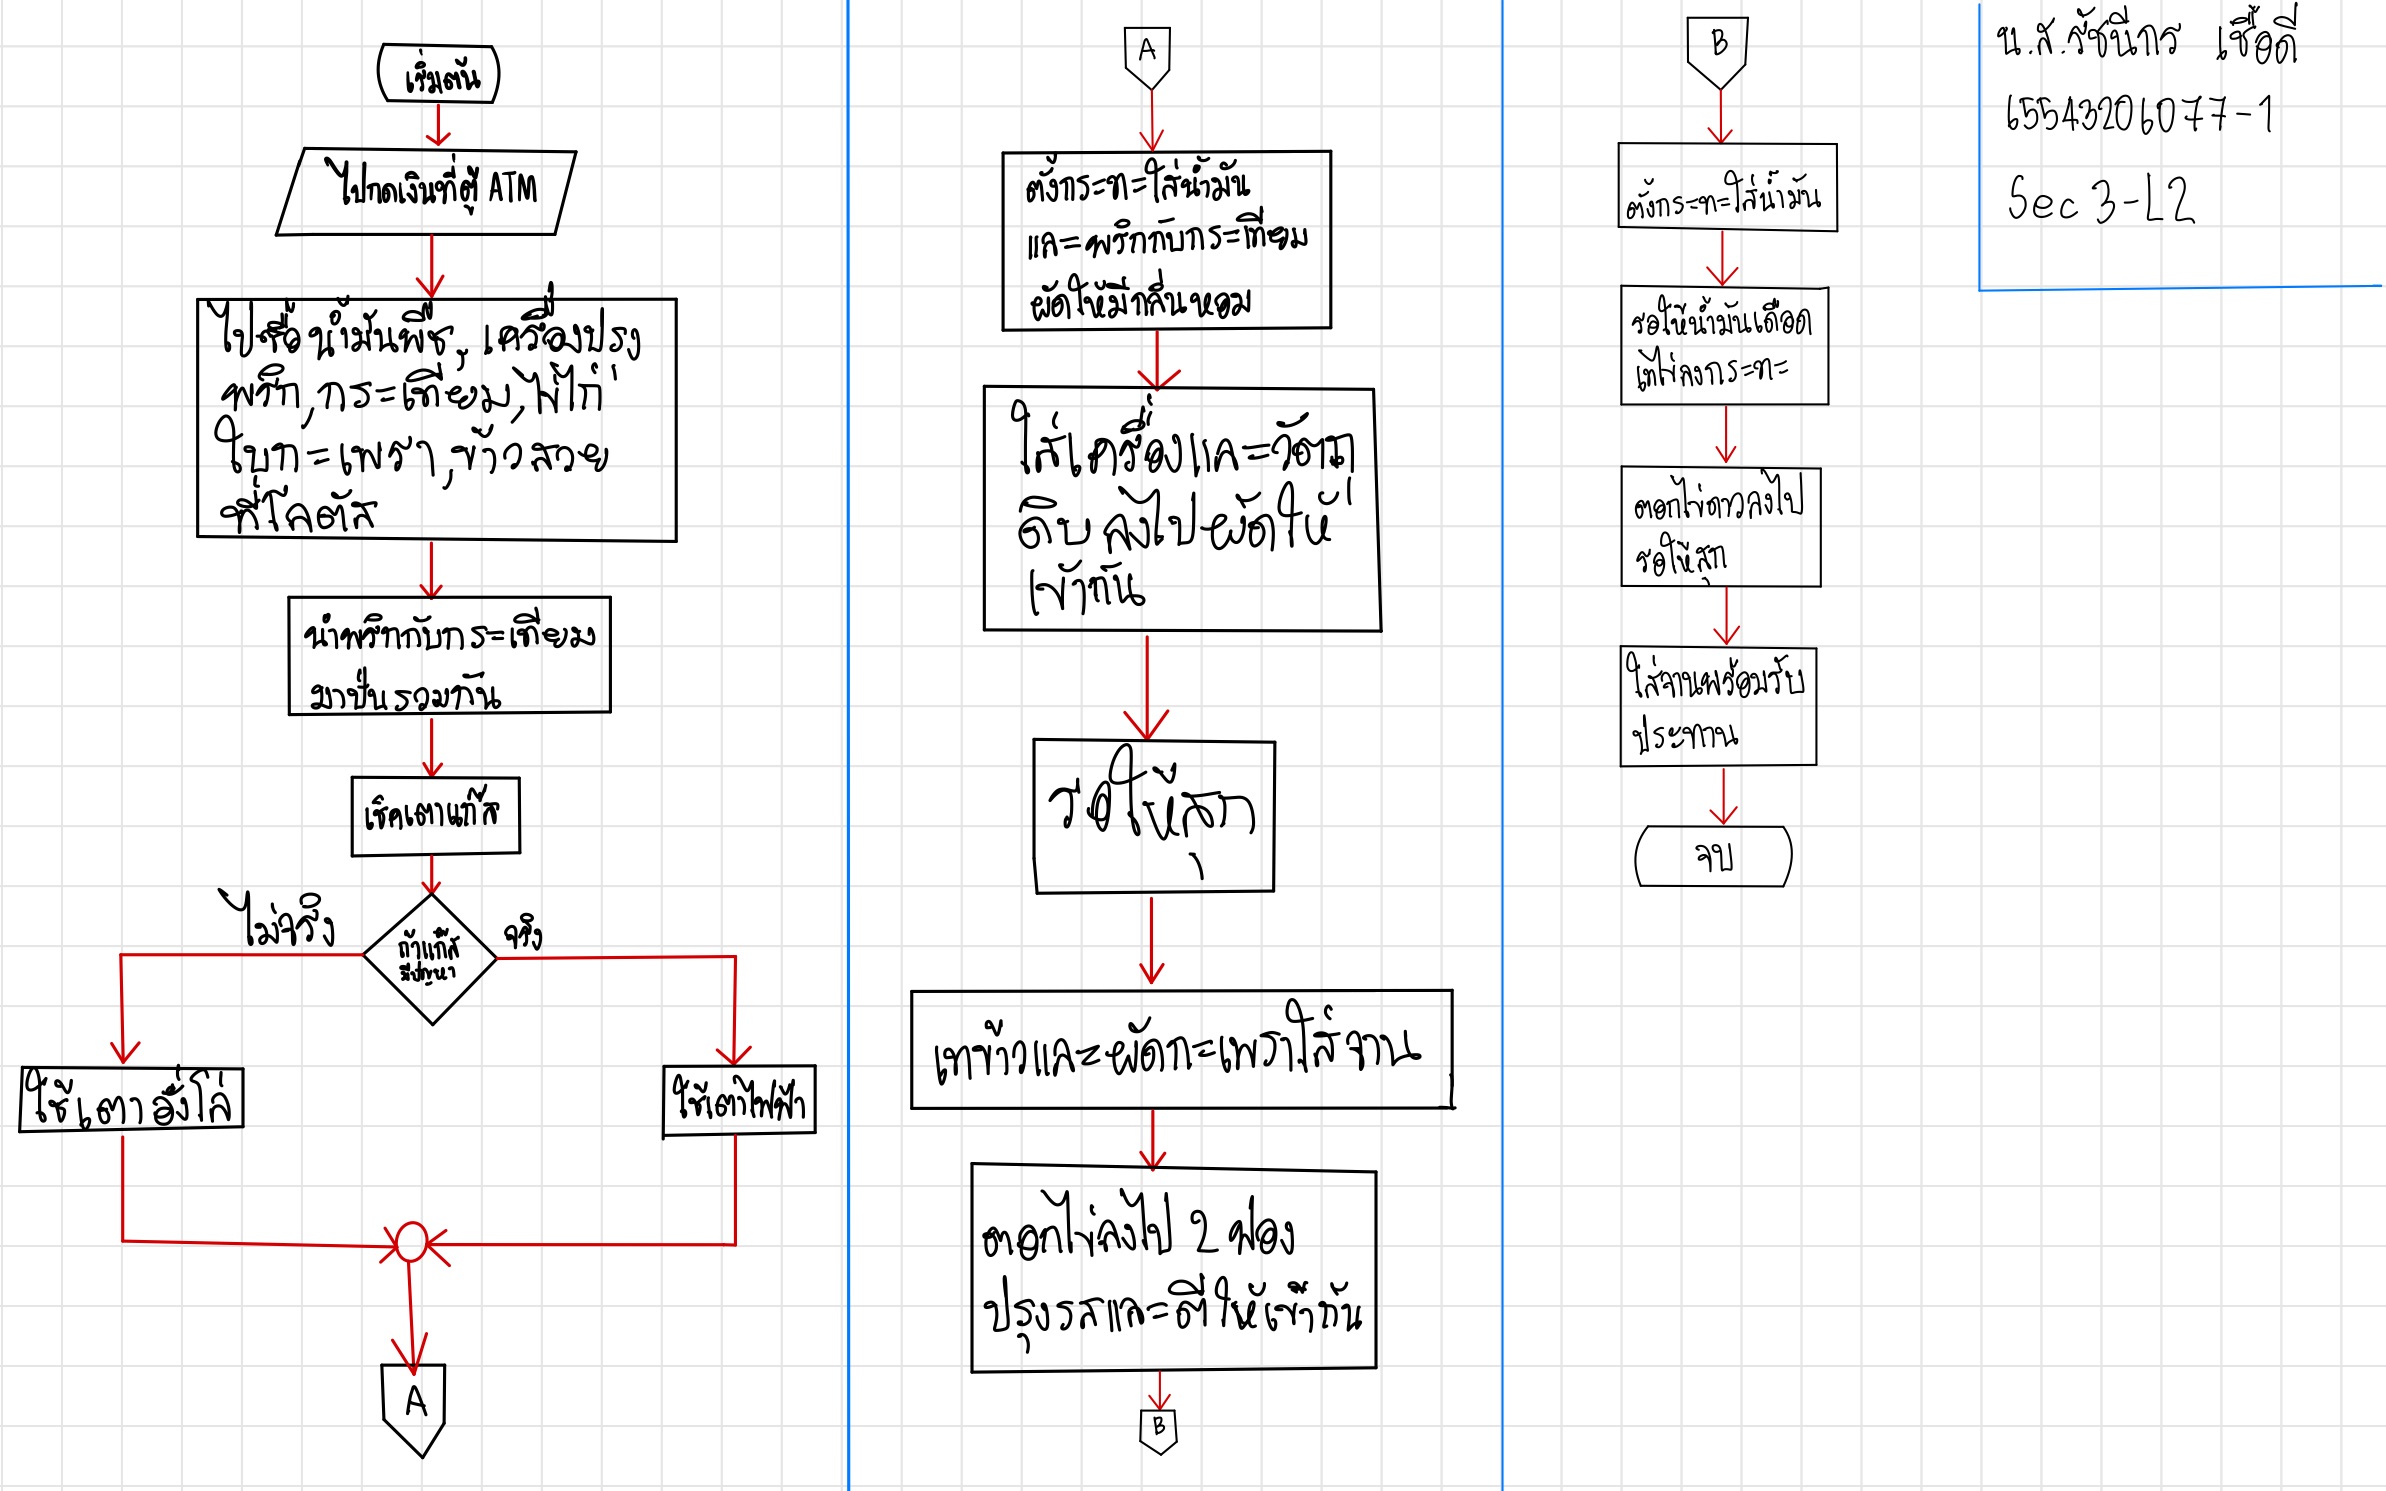 เริ่มต้น
ไปกดเงินที่ตู้ ATM
ไปซื้อน้ำมันพืช, เครื่องปรุง
พริก, กระเทียม, ไข่ไก่
ใบกะเพรา, ข้าวสวย
ที่โลตัส
นำพริกกับกระเทียม
มาปั่นรวมกัน
เช็คเตาแก๊ส
ไม่จริง
ถ้าแก๊ส
มีปัญหา
จริง
ใช้เตาอั้งโล่
ใช้เตาไฟฟ้า
A
A
ตั้งกระทะใส่น้ำมัน
และพริกกับกระเทียม
ผัดให้มีกลิ่นหอม
ใส่เครื่องและวัตถุ
ดิบลงไปผัดให้
เข้ากัน
รอให้สุก
เทข้าวและผัดกะเพราใส่จาน
ตอกไข่ลงไป 2 ฟอง
ปรุงรสและตีให้เข้ากัน
B
B
ตั้งกระทะใส่น้ำมัน
รอให้น้ำมันเดือด
เทไข่ลงกระทะ
ตอกไข่ดาวลงไป
รอให้สุก
ใส่จานพร้อมรับ
ประทาน
จบ
น.ส.รัชนีกร เชื้อดี
65543206077-1
Sec 3-L2